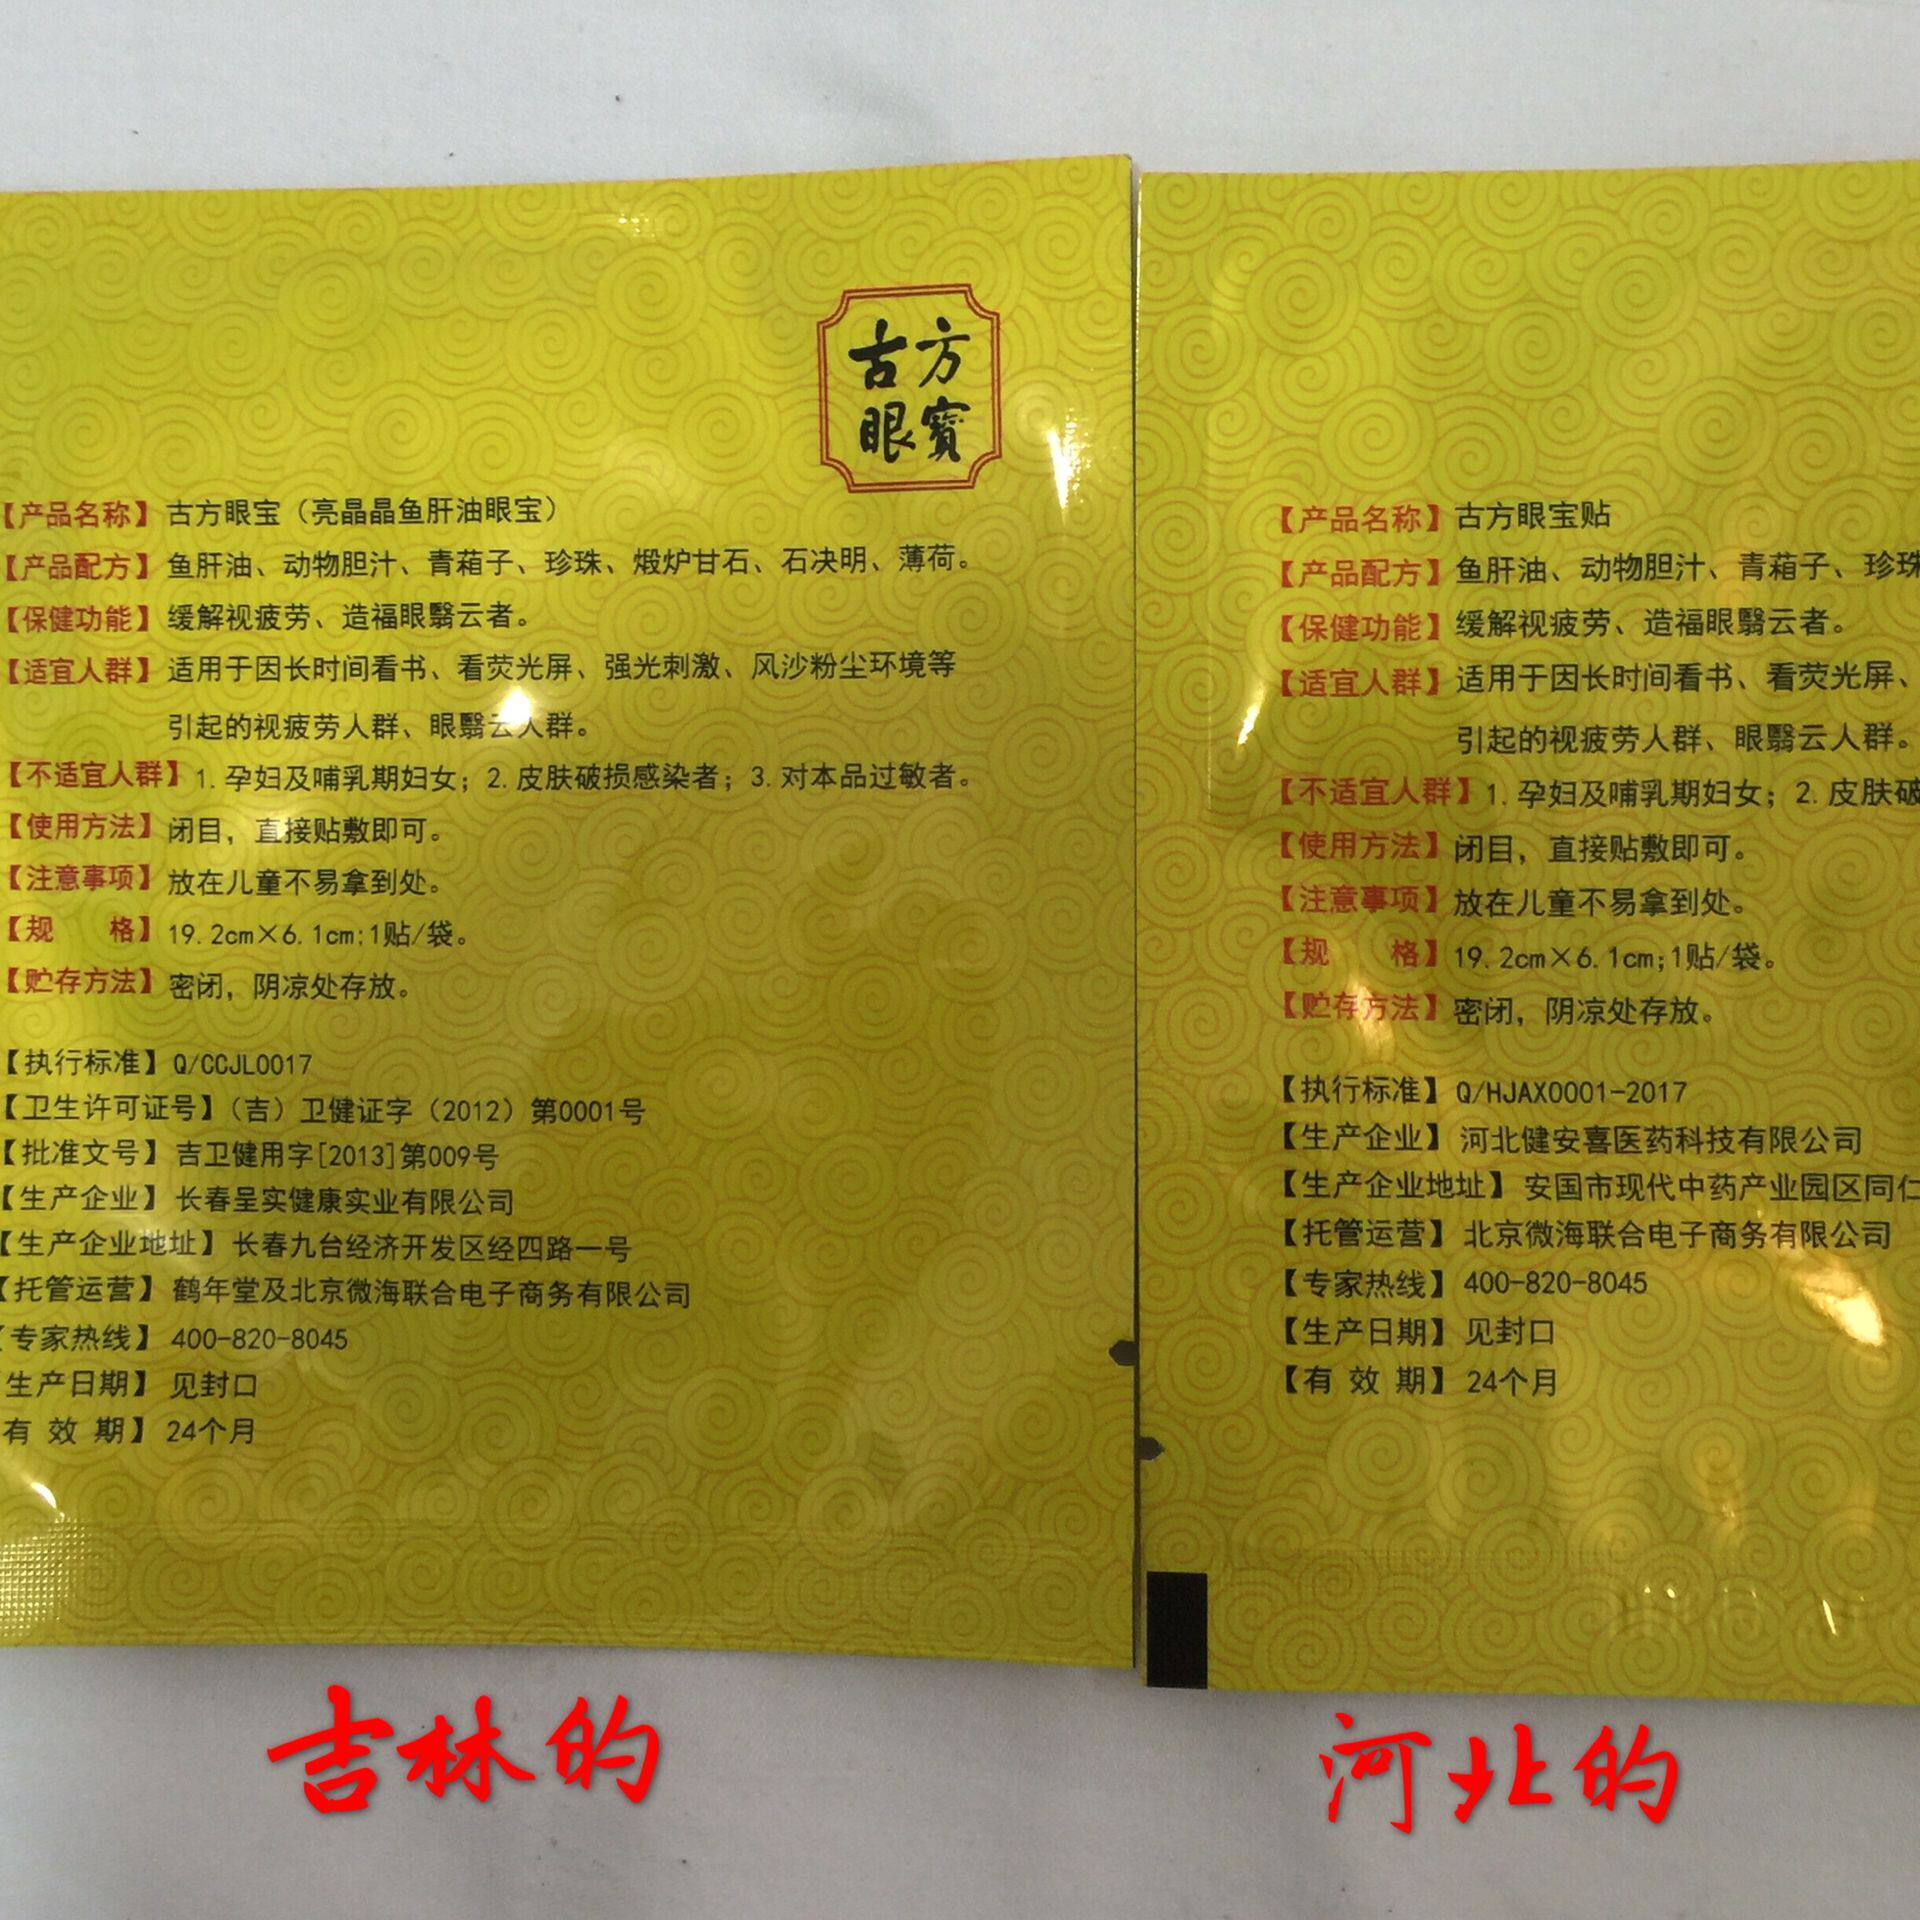 古方
眼寶
【产品名称】古方眼宝（亮晶晶鱼肝油眼宝）
【产品配方】鱼肝油、动物胆汁、青葙子、珍珠、煅炉甘石、石决明、薄荷。
【保健功能】缓解视疲劳、造福眼翳云者。
【适宜人群】适用于因长时间看书、看荧光屏、强光刺激、风沙粉尘环境等
引起的视疲劳人群、眼翳云人群。
【不适宜人群】1.孕妇及哺乳期妇女；2.皮肤破损感染者；3.对本品过敏者。
【使用方法】闭目，直接贴敷即可。
【注意事项】放在儿童不易拿到处。
【规 格】19.2cm×6.1cm;1贴/袋。
【贮存方法】密闭，阴凉处存放。
【执行标准】Q/CCJL0017
【卫生许可证号】（吉）卫健证字（2012）第0001号
【批准文号】吉卫健用字[2013]第009号
【生产企业】长春呈实健康实业有限公司
【生产企业地址】长春九台经济开发区经四路一号
【托管运营】鹤年堂及北京微海联合电子商务有限公司
【专家热线】400-820-8045
生产日期】见封口
有 效 期】24个月
【产品名称】古方眼宝贴
【产品配方】鱼肝油、动物胆汁、青葙子、珍珠
【保健功能】缓解视疲劳、造福眼翳云者。
【适宜人群】适用于因长时间看书、看荧光屏、
引起的视疲劳人群、眼翳云人群。
【不适宜人群】1.孕妇及哺乳期妇女；2.皮肤破
【使用方法】闭目，直接贴敷即可。
【注意事项】放在儿童不易拿到处。
【规 格】19.2cm×6.1cm;1贴/袋。
【贮存方法】密闭，阴凉处存放。
【执行标准】Q/HJAX0001-2017
【生产企业】河北健安喜医药科技有限公司
【生产企业地址】安国市现代中药产业园区同仁
【托管运营】北京微海联合电子商务有限公司
【专家热线】400-820-8045
【生产日期】见封口
【有 效 期】24个月
吉林的
河北的